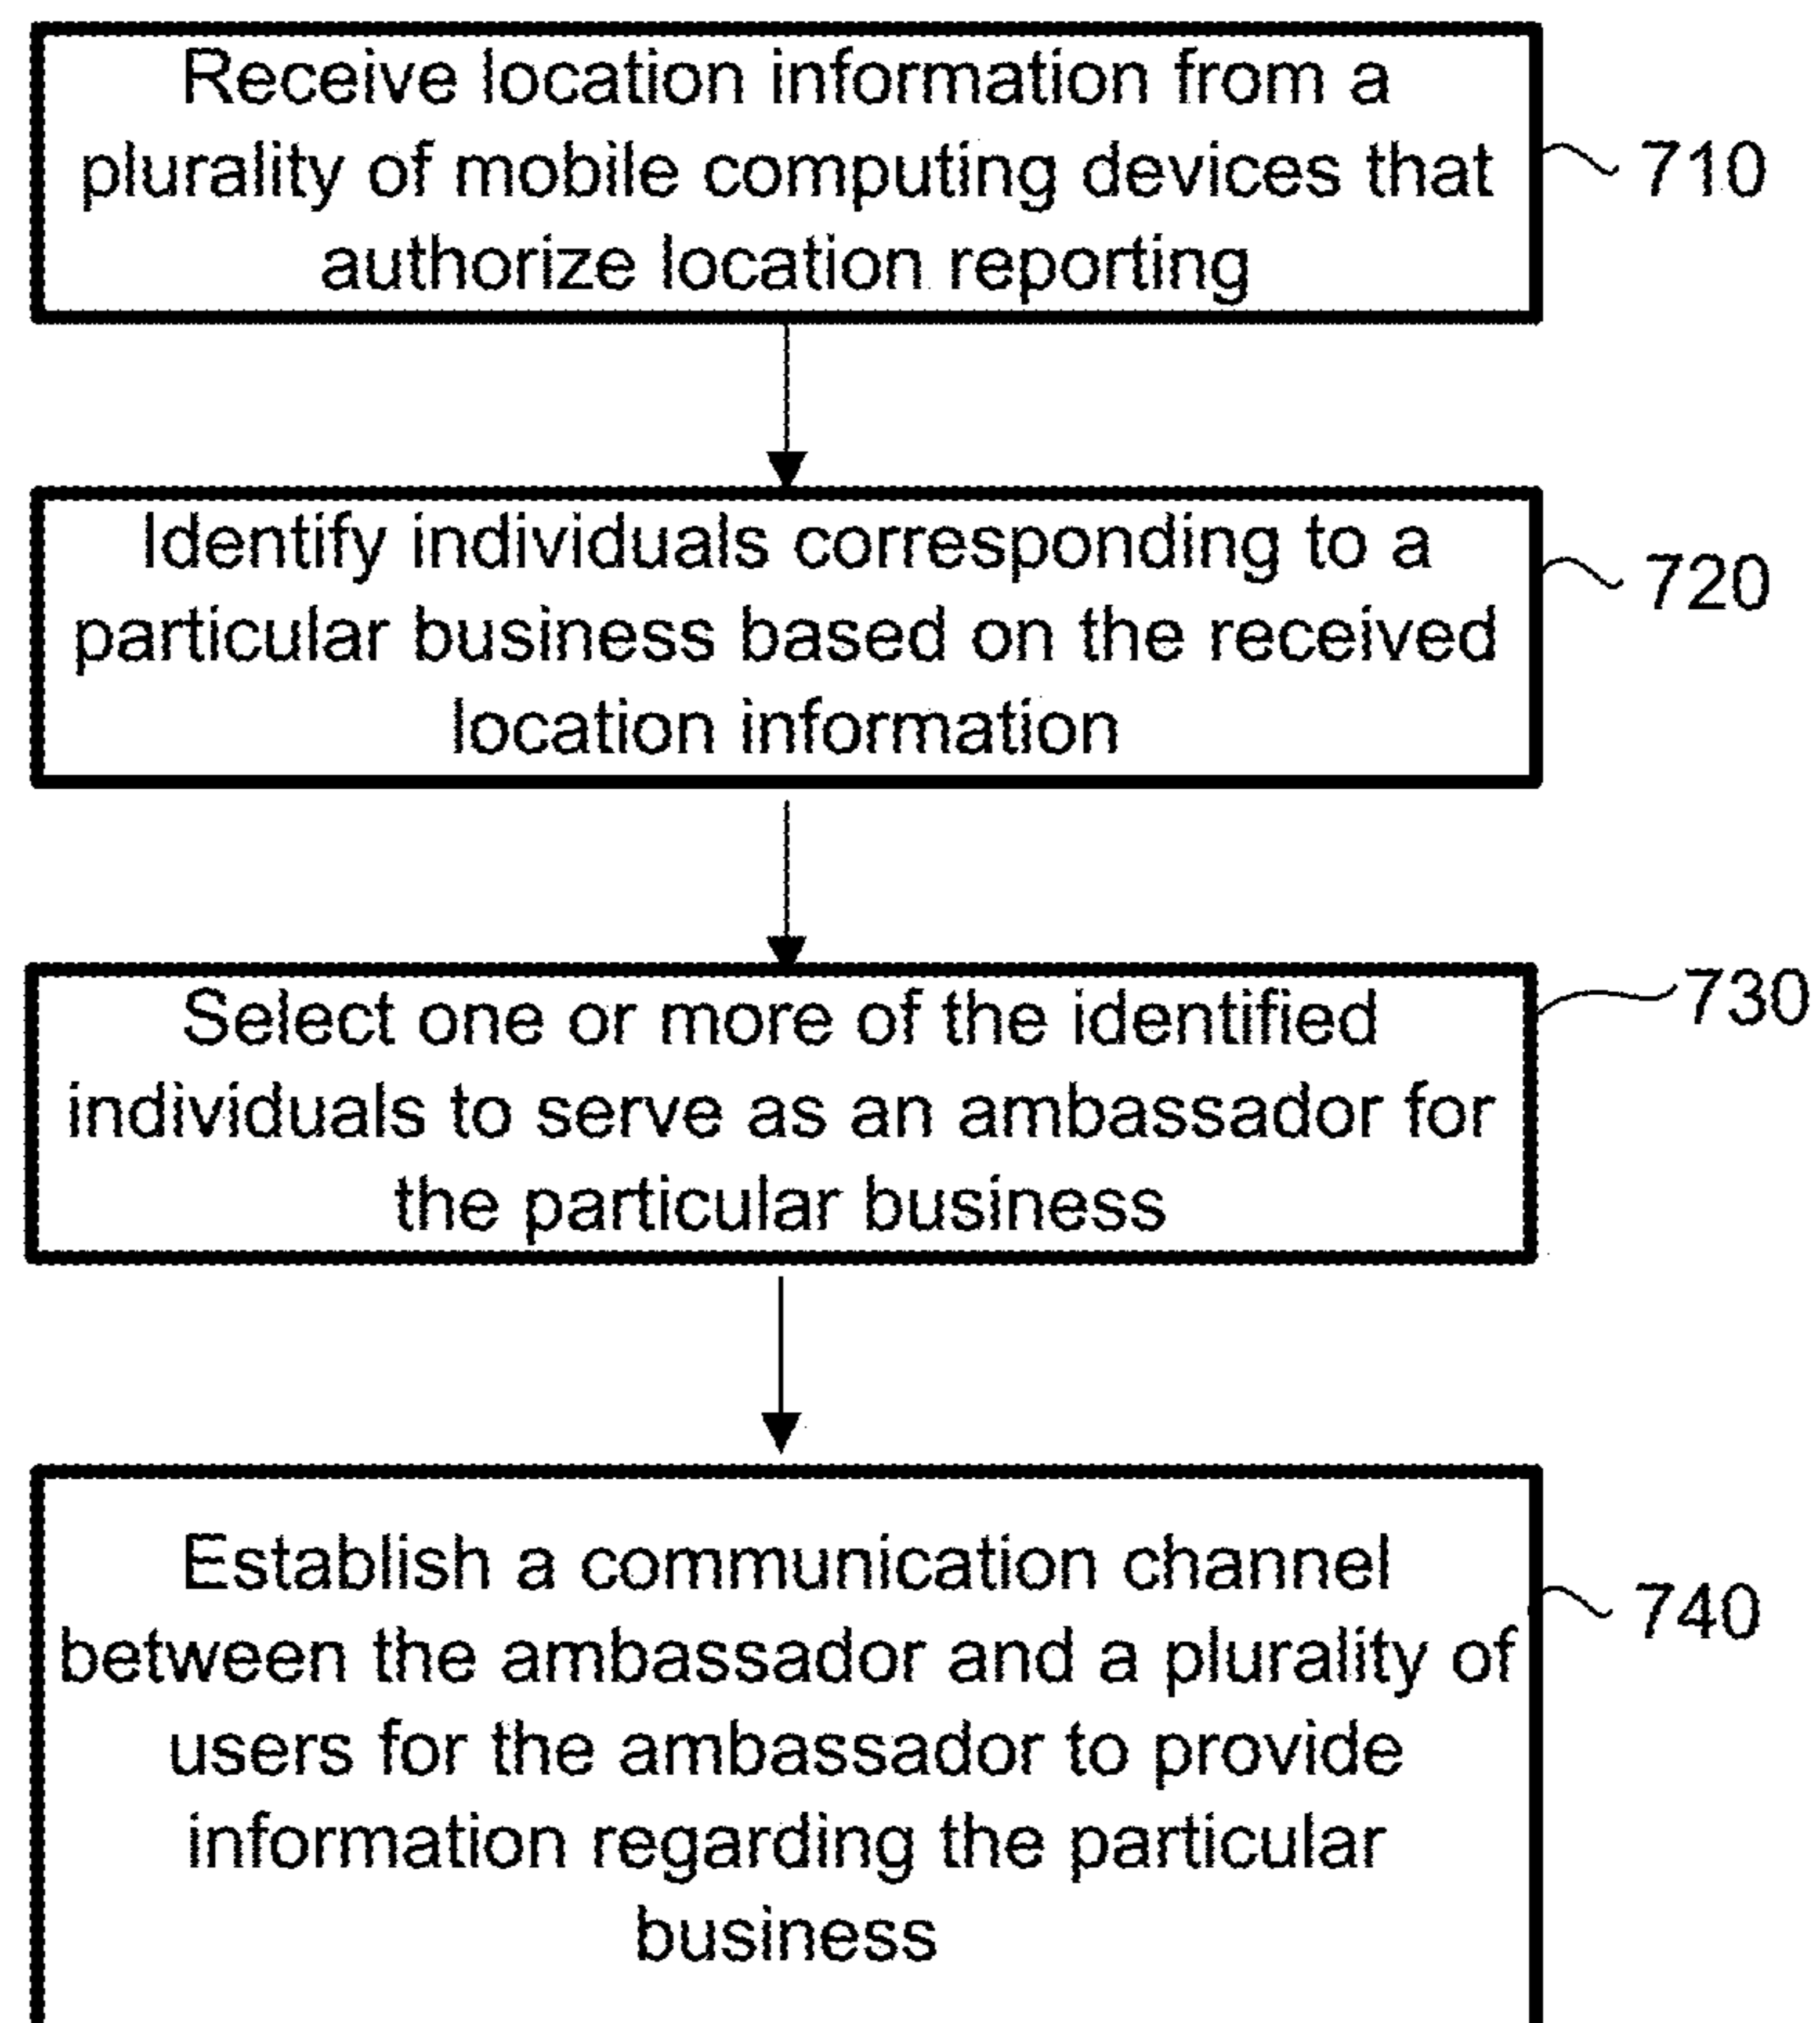 Receive location information from a
plurality of mobile computing devices that
authorize location reporting
710
Identify individuals corresponding to a
particular business based on the received
location information
720
Select one or more of the identified
individuals to serve as an ambassador for
the particular business
730
Establish a communication channel
between the ambassador and a plurality of
users for the ambassador to provide
information regarding the particular
business
740